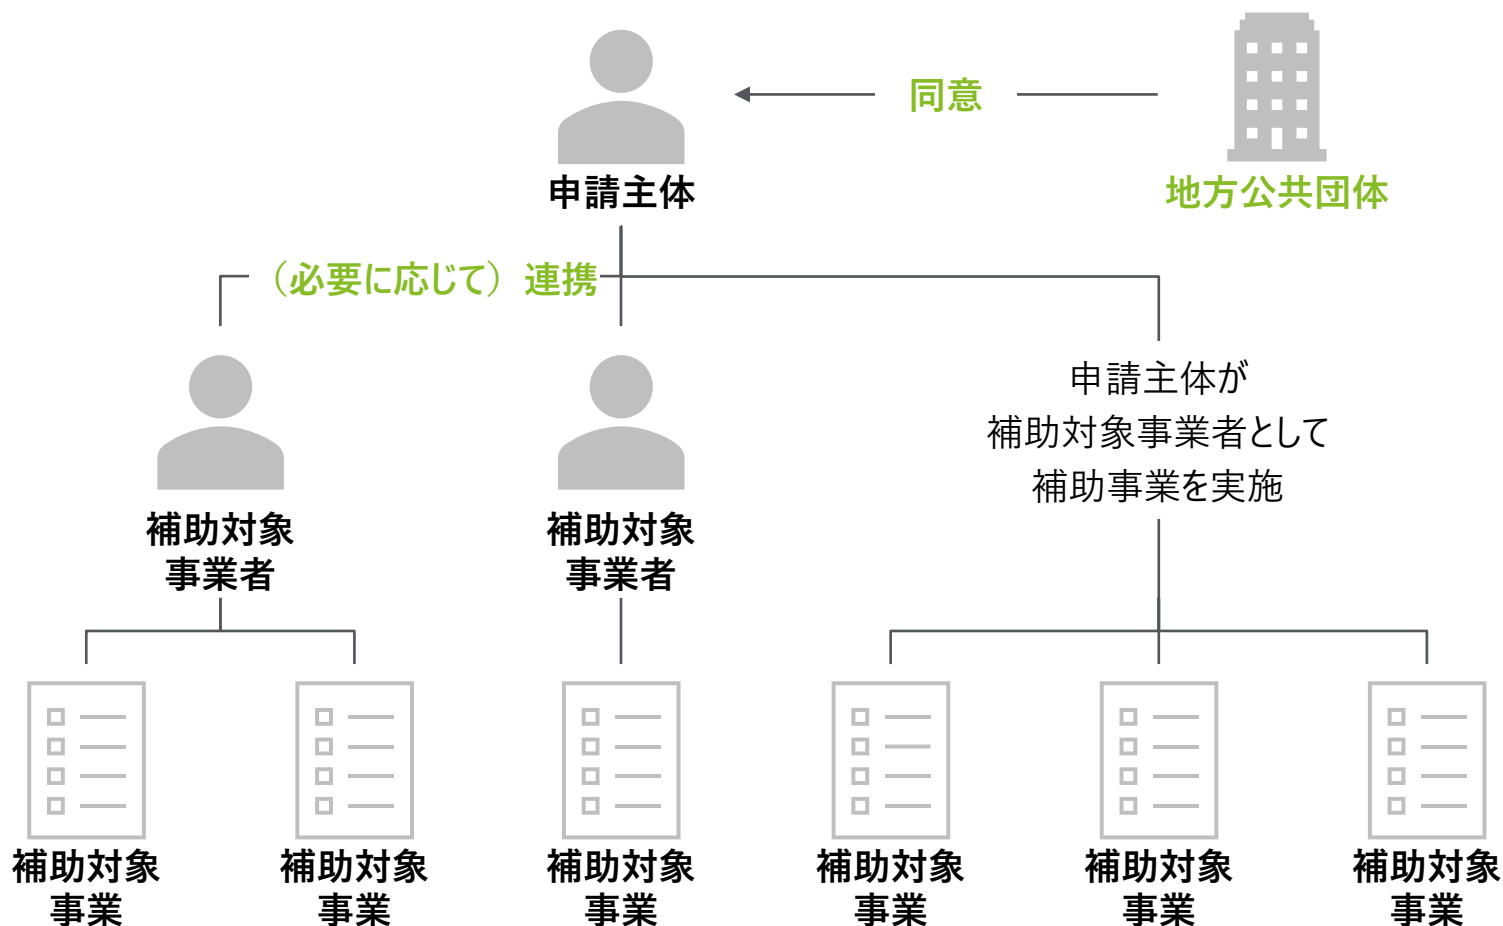 同意
申請主体
地方公共団体
（必要に応じて）連携
申請主体が
補助対象事業者として
補助事業を実施
補助対象
事業者
補助対象
事業者
補助対象
事業
補助対象
事業
補助対象
事業
補助対象
事業
補助対象
事業
補助対象
事業